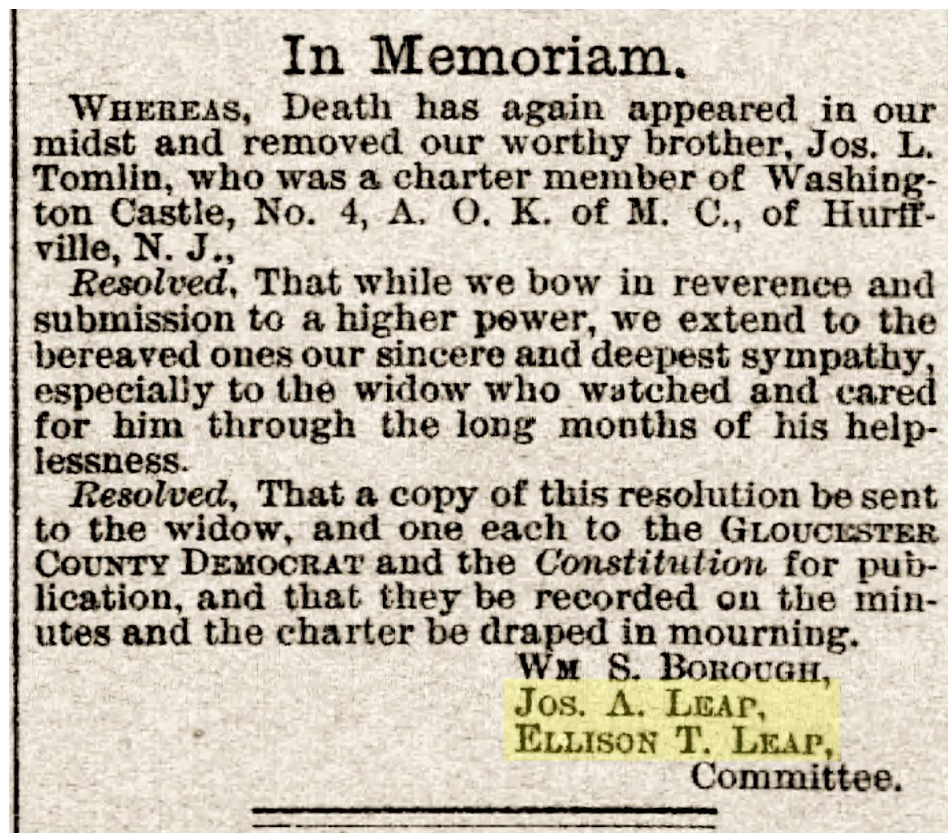 In Memoriam.
WHEREAS, Death has again appeared in our
midst and removed our worthy brother, Jos. L.
Tomlin, who was a charter member of Washing-
ton Castle, No. 4, A. O. K. of M. C., of Hurff-
ville, N. J.,
Resolved, That while we bow in reverence and
submission to a higher power, we extend to the
bereaved ones our sincere and deepest sympathy,
especially to the widow who watched and cared
for him through the long months of his help-
lessness.
Resolved, That a copy of this resolution be sent
to the widow, and one each to the GLOUCESTER
COUNTY DEMOCRAT and the Constitution for pub-
lication, and that they be recorded on the min-
utes and the charter be draped in mourning.
WM S. BOROUGH,
JOS. A. LEAP,
ELLISON T. LEAP,
Committee.